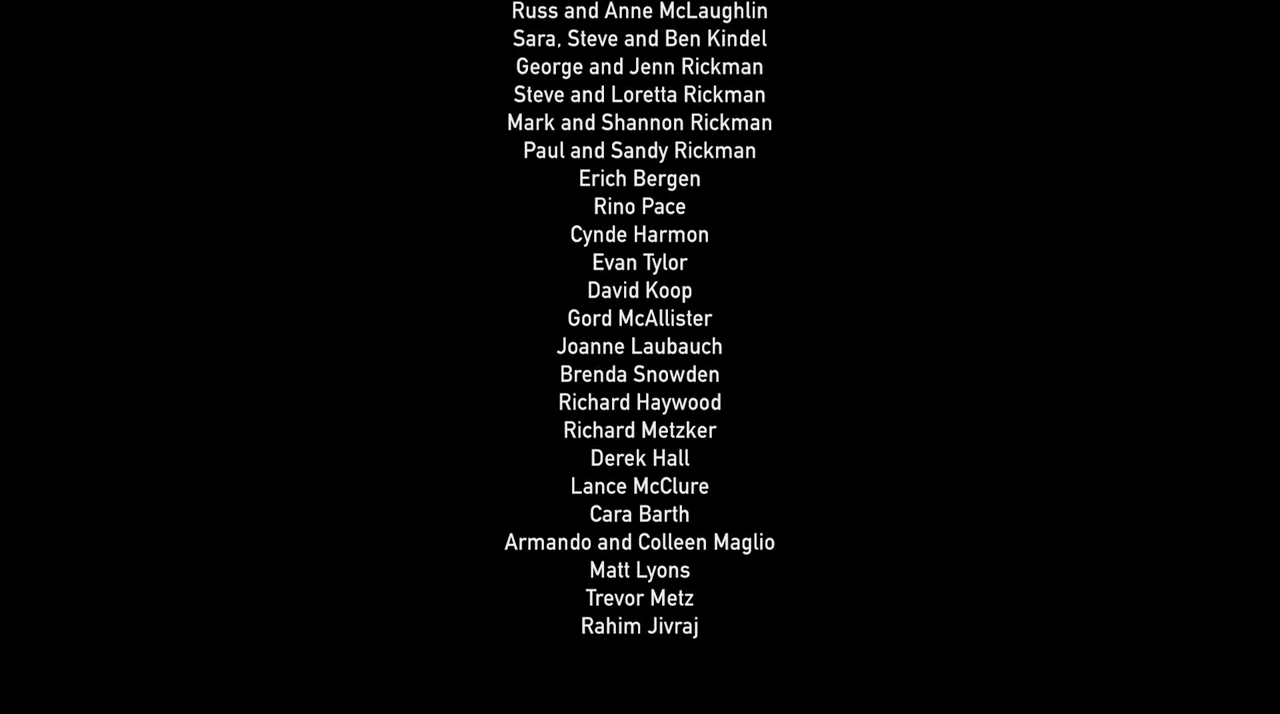 Russ and Anne McLaughlin
Sara, Steve and Ben Kindel
George and Jenn Rickman
Steve and Loretta Rickman
Mark and Shannon Rickman
Paul and Sandy Rickman
Erich Bergen
Rino Pace
Cynde Harmon
Evan Tylor
David Koop
Gord McAllister
Joanne Laubauch
Brenda Snowden
Richard Haywood
Richard Metzker
Derek Hall
Lance McClure
Cara Barth
Armando and Colleen Maglio
Matt Lyons
Trevor Metz
Rahim Jivraj